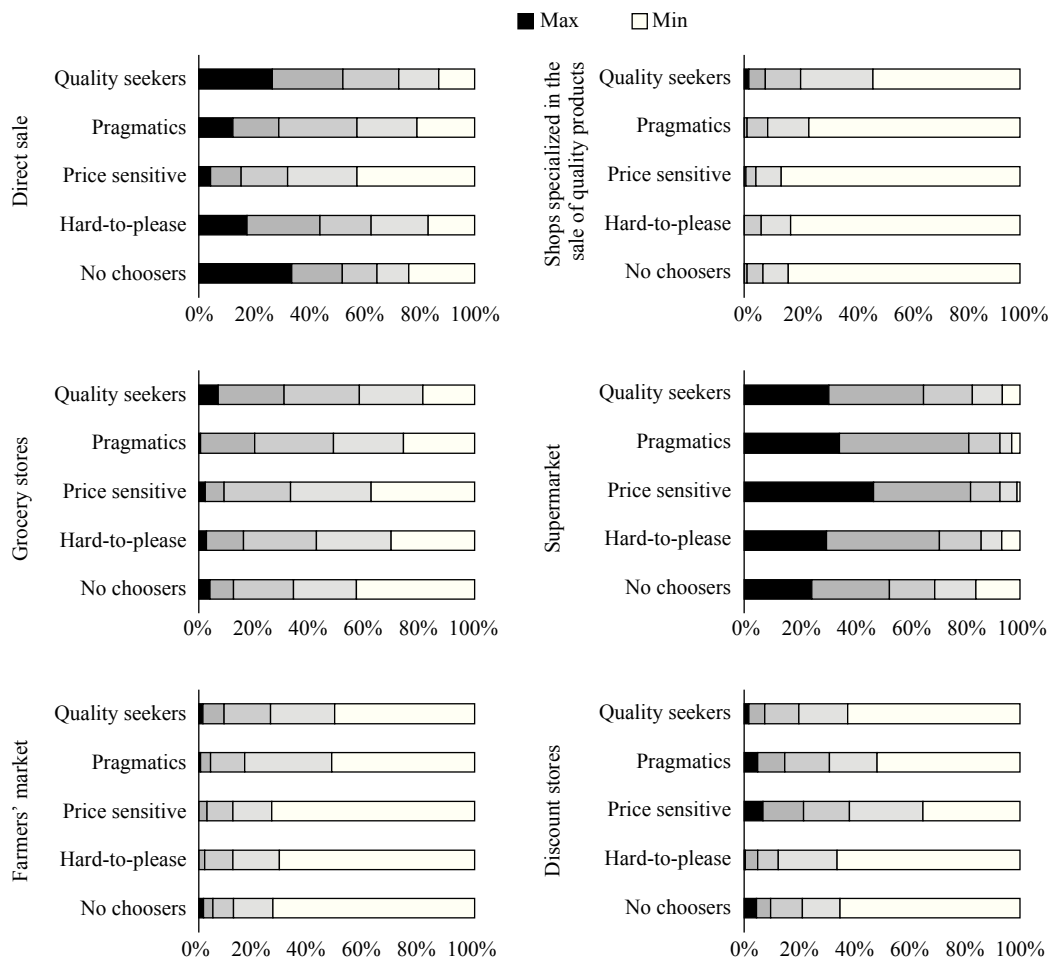 Max Min
Direct sale
Quality seekers
Pragmatics
Price sensitive
Hard-to-please
No choosers
0% 20% 40% 60% 80% 100%
Shops specialized in the
sale of quality products
Quality seekers
Pragmatics
Price sensitive
Hard-to-please
No choosers
0% 20% 40% 60% 80% 100%
Grocery stores
Quality seekers
Pragmatics
Price sensitive
Hard-to-please
No choosers
0% 20% 40% 60% 80% 100%
Supermarket
Quality seekers
Pragmatics
Price sensitive
Hard-to-please
No choosers
0% 20% 40% 60% 80% 100%
Farmers' market
Quality seekers
Pragmatics
Price sensitive
Hard-to-please
No choosers
0% 20% 40% 60% 80% 100%
Discount stores
Quality seekers
Pragmatics
Price sensitive
Hard-to-please
No choosers
0% 20% 40% 60% 80% 100%